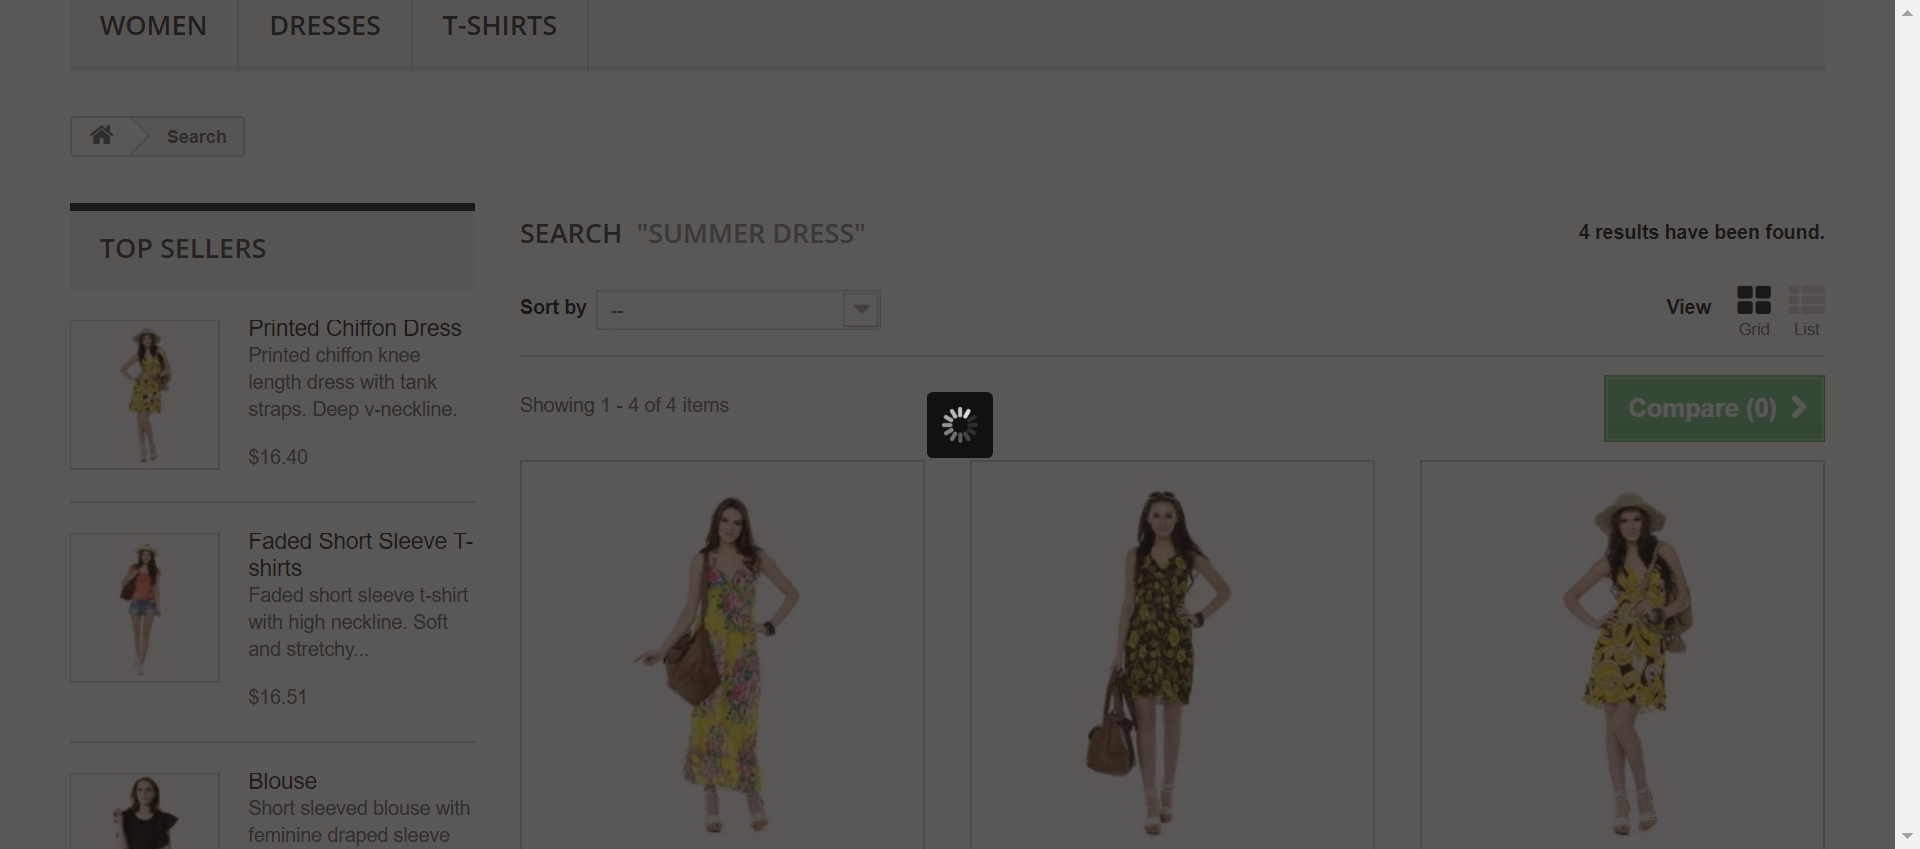 WOMEN
DRESSES
T-SHIRTS
Search
TOP SELLERS
Printed Chiffon Dress
Printed chiffon knee
length dress with tank
straps. Deep v-neckline.
$16.40
Faded Short Sleeve T-
shirts
Faded short sleeve t-shirt
with high neckline. Soft
and stretchy...
$16.51
Blouse
Short sleeved blouse with
feminine draped sleeve
SEARCH "SUMMER DRESS"
4 results have been found.
Sort by --
View
Grid
List
Showing 1 - 4 of 4 items
Compare (0)